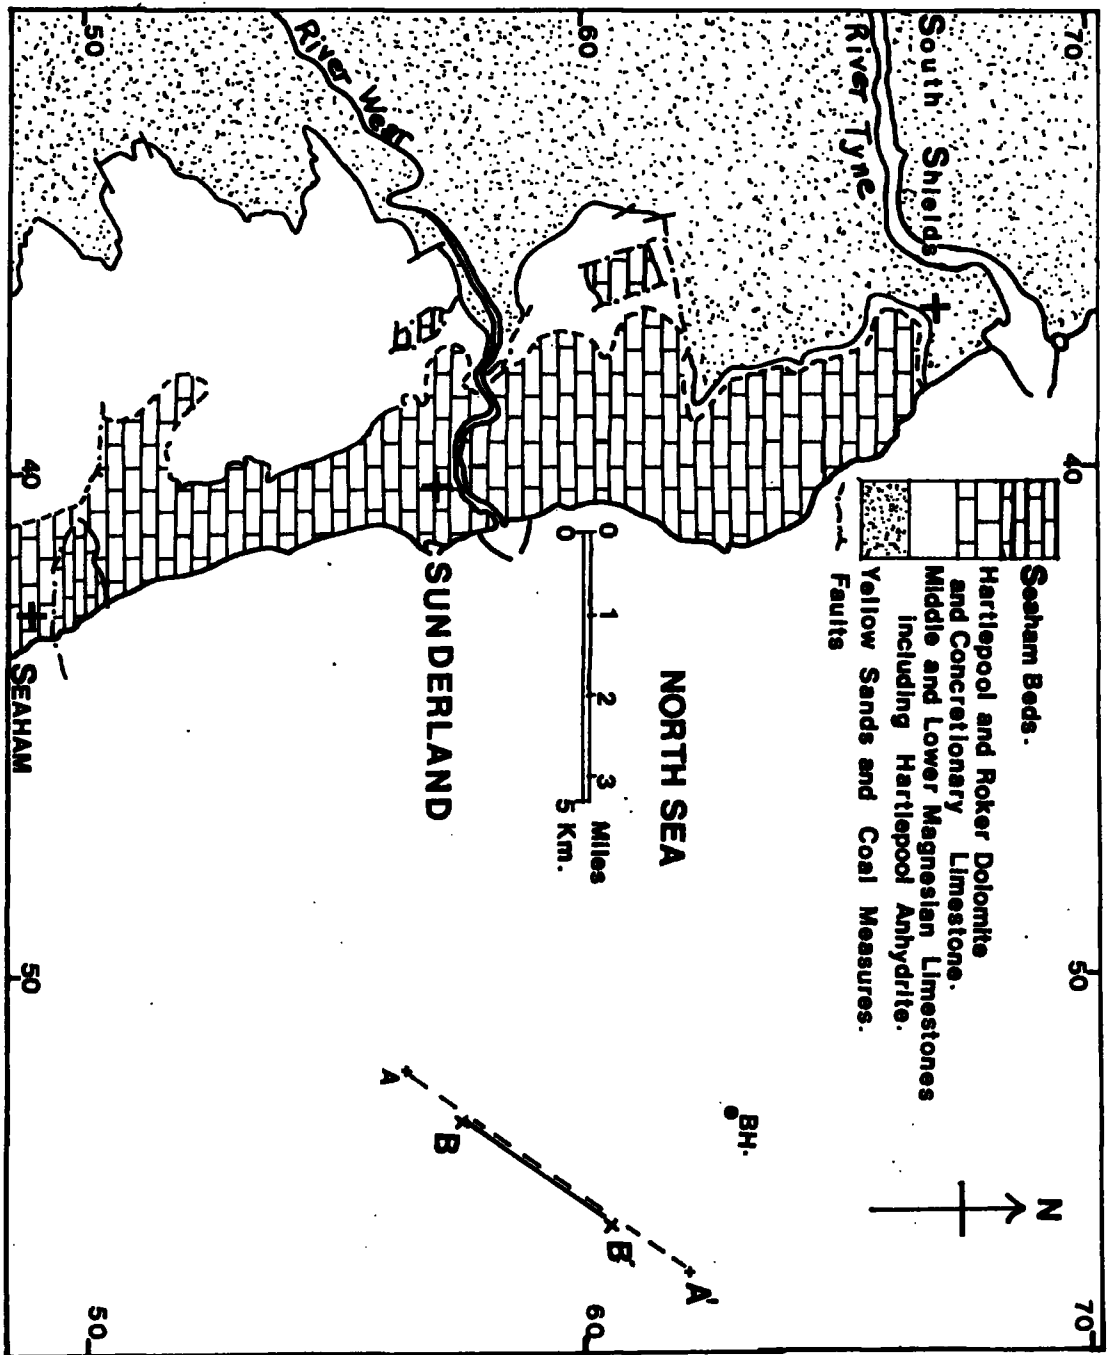 70
60
50
South Shields
River Tyne
River Wear
40
Seaham Beds.
Hartlepool and Roker Dolomite
and Concretionary Limestone.
Middle and Lower Magnesian Limestones
including Hartlepool Anhydrite.
Yellow Sands and Coal Measures.
Faults
40
NORTH SEA
0 1 2 3 Miles
0 5 Km.
SUNDERLAND
SEAHAM
50
50
BH.
N
A
B
B'
A'
70
60
50